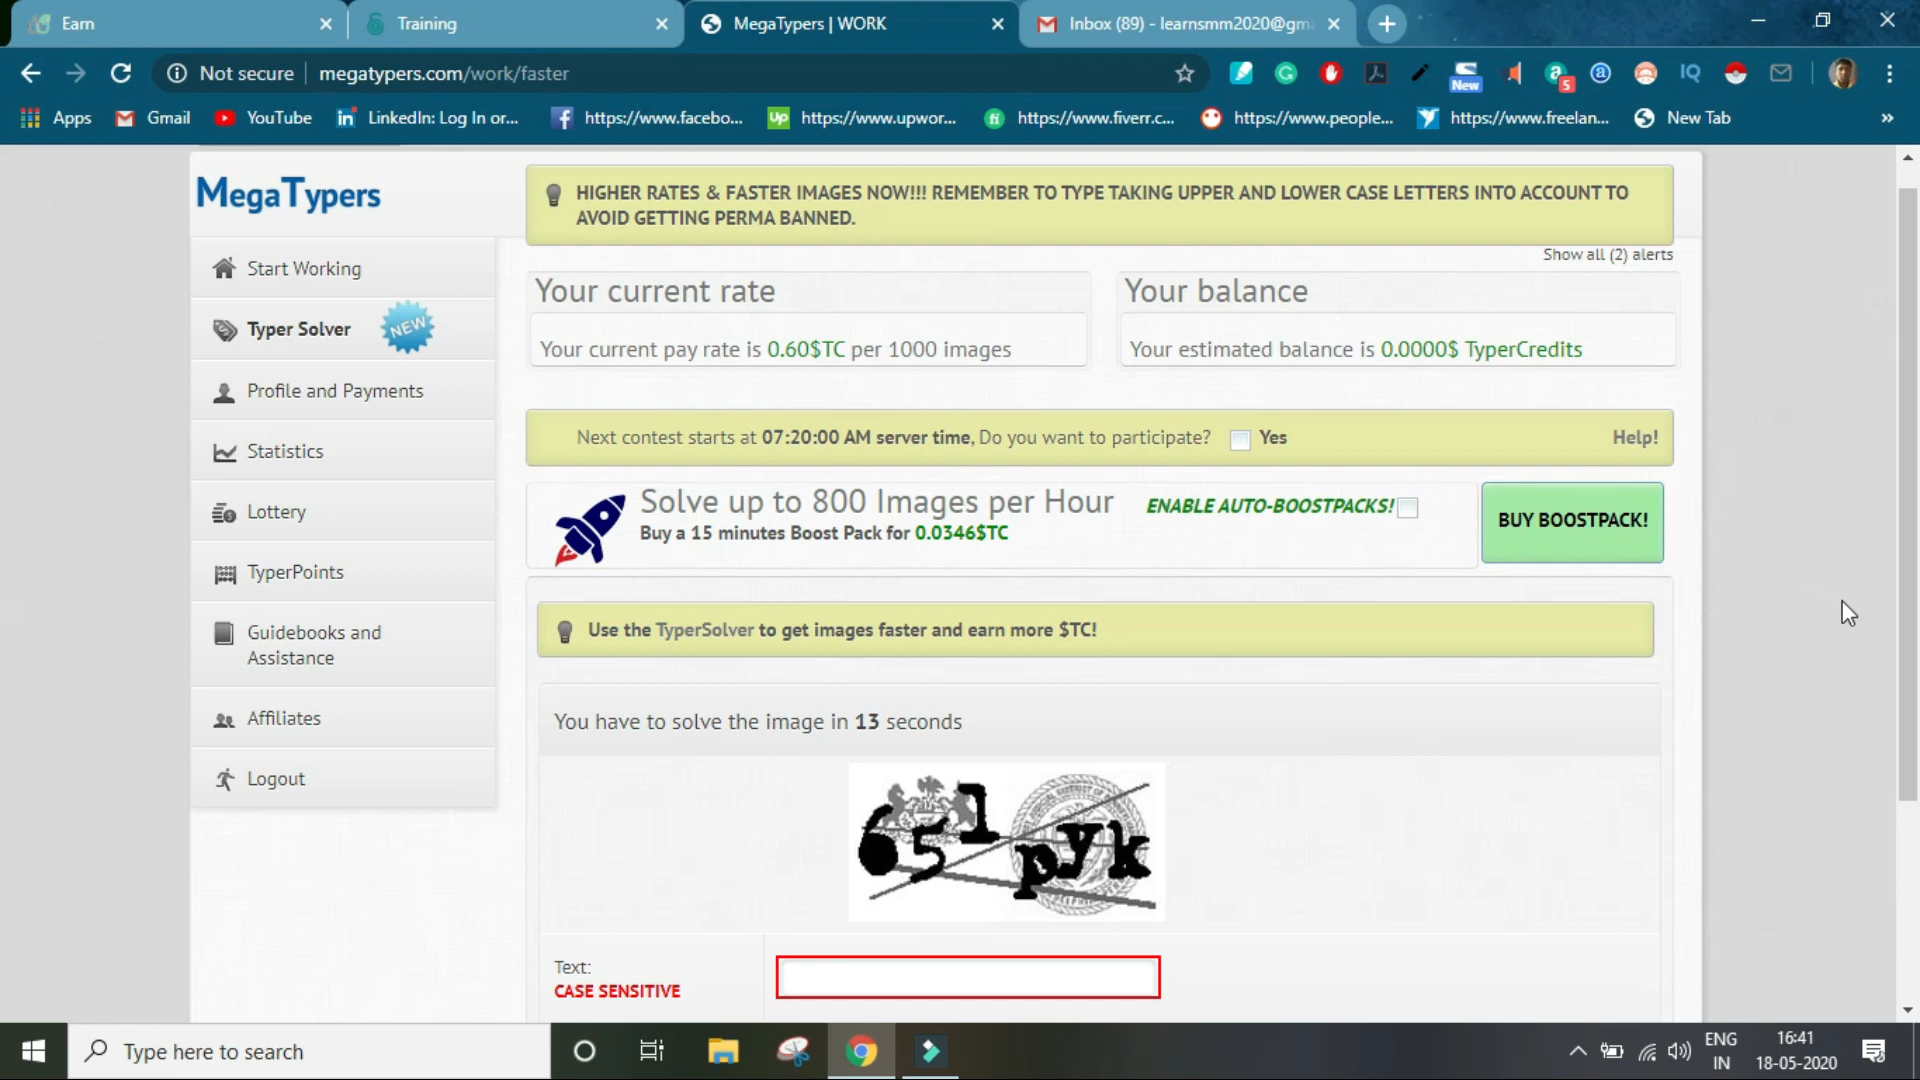 Earn
Training
MegaTypers | WORK
Inbox (89) - learnsmm2020@gm
Not secure
megatypers.com/work/faster
New
5
IQ
Apps
Gmail
YouTube
LinkedIn: Log In or...
https://www.facebo...
https://www.upwor...
https://www.fiverr.c...
https://www.people...
https://www.freelan...
New Tab
MegaTypers
HIGHER RATES & FASTER IMAGES NOW!!! REMEMBER TO TYPE TAKING UPPER AND LOWER CASE LETTERS INTO ACCOUNT TO
AVOID GETTING PERMA BANNED.
Show all (2) alerts
Start Working
Typer Solver
NEW
Profile and Payments
Statistics
Lottery
TyperPoints
Guidebooks and
Assistance
Affiliates
Logout
Your current rate
Your current pay rate is 0.60$TC per 1000 images
Your balance
Your estimated balance is 0.0000$ TyperCredits
Next contest starts at 07:20:00 AM server time, Do you want to participate? Yes
Help!
Solve up to 800 Images per Hour
ENABLE AUTO-BOOSTPACKS!
Buy a 15 minutes Boost Pack for 0.0346$TC
BUY BOOSTPACK!
Use the TyperSolver to get images faster and earn more $TC!
You have to solve the image in 13 seconds
651pyk
Text:
CASE SENSITIVE
Type here to search
ENG
IN
16:41
18-05-2020